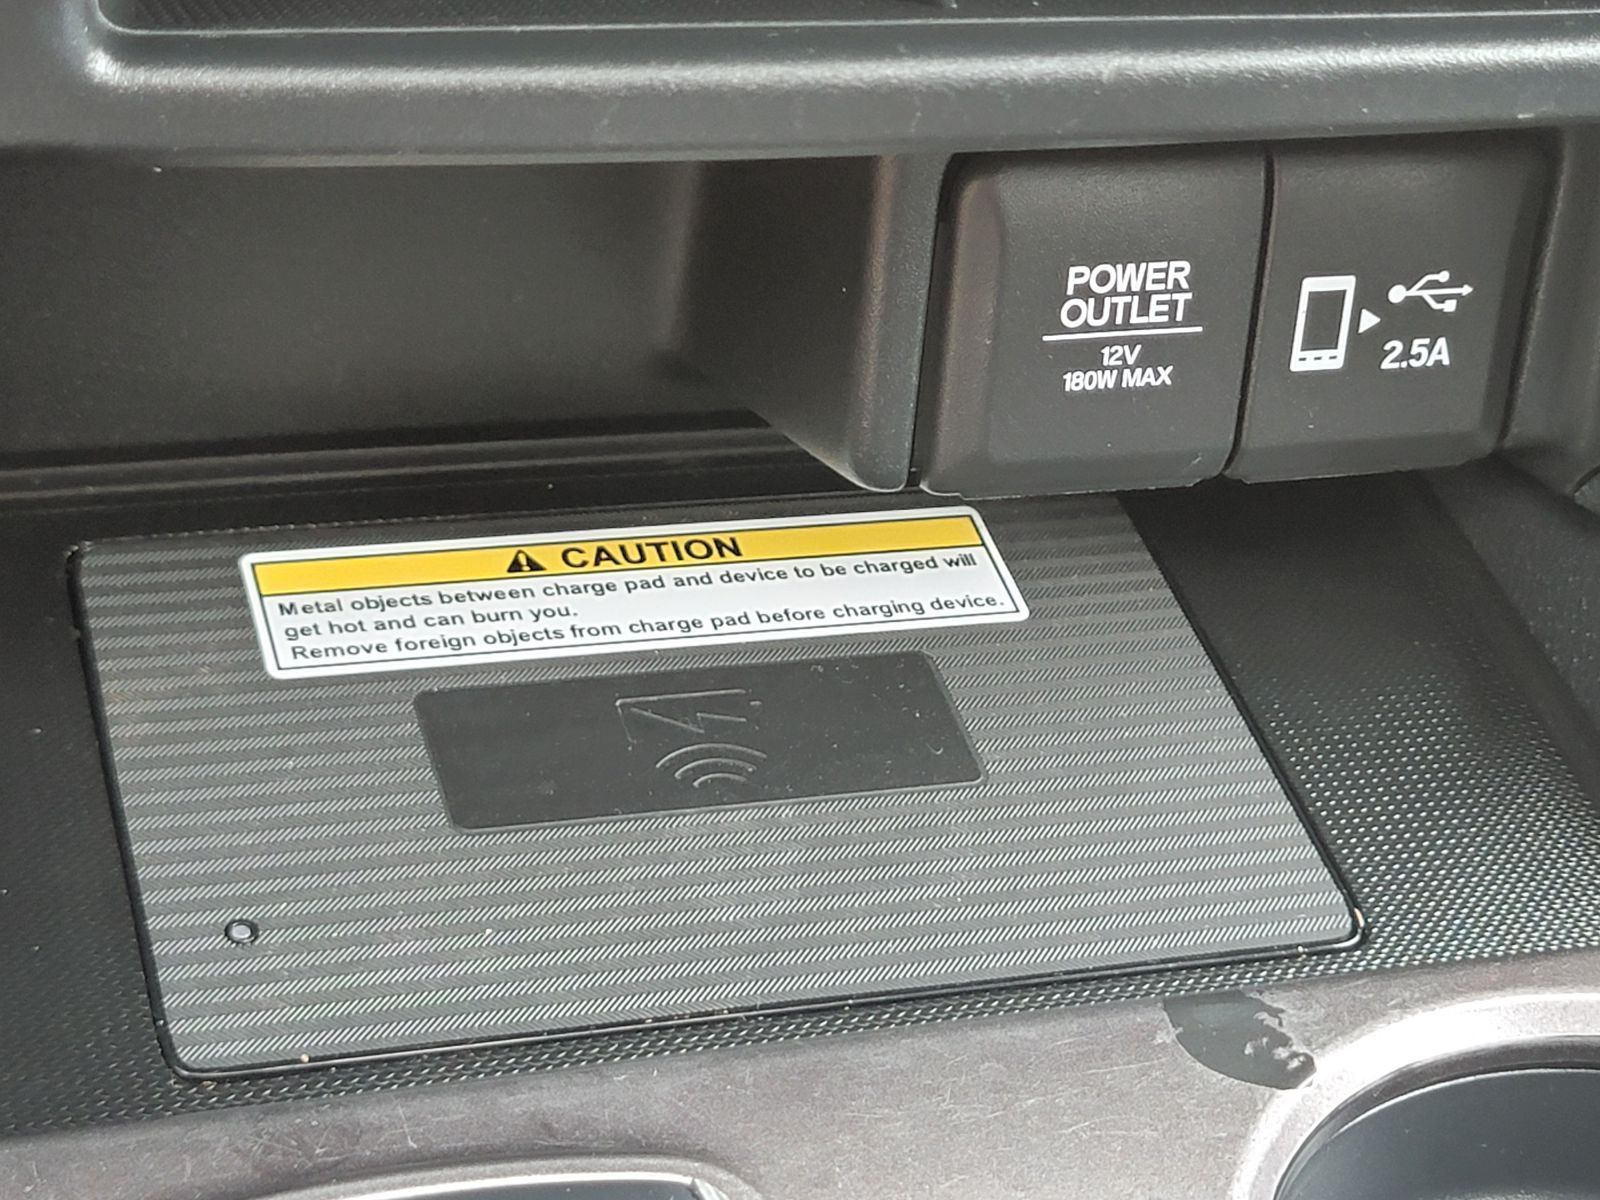 POWER
OUTLET
12V
180W MAX
2.5A
CAUTION
Metal objects between charge pad and device to be charged will
get hot and can burn you.
Remove foreign objects from charge pad before charging device.